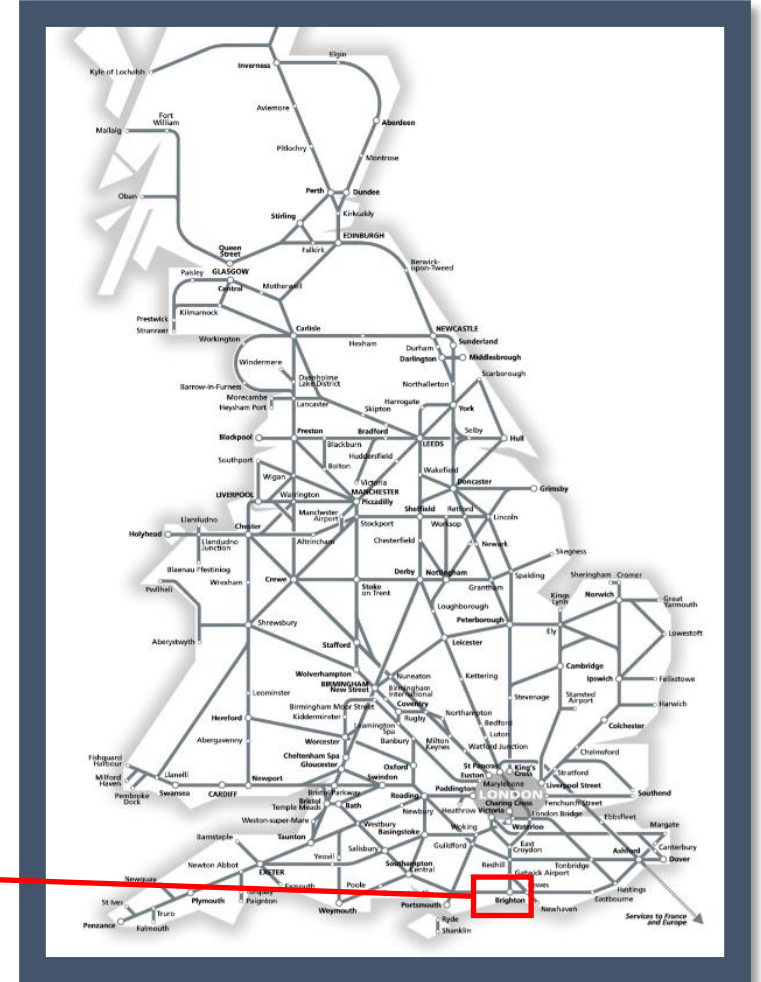 Elgin
Inverness
Kyle of Lochalsh
Aviemore
Fort
William
Mallaig
Aberdeen
Pitlochry
Montrose
Perth
Dundee
Oban
Kirkcaldy
Stirling
EDINBURGH
Queen
Street
Falkirk
Berwick-
upon-Tweed
Paisley
GLASGOW
Central
Motherwell
Kilmarnock
Prestwick
Stranraer
Carlisle
NEWCASTLE
Workington
Hexham
Durham
Sunderland
Darlington
Middlesbrough
Windermere
Oxenholme
Lake District
Scarborough
Barrow-in-Furness
Northallerton
Morecambe
Heysham Port
Lancaster
Harrogate
York
Skipton
Blackpool
Preston
Bradford
LEEDS
Selby
Hull
Blackburn
Huddersfield
Southport
Bolton
Wakefield
Wigan
Victoria
Doncaster
MANCHESTER
Piccadilly
Grimsby
LIVERPOOL
Warrington
Manchester
Airport
Sheffield
Retford
Lincoln
Llandudno
Chester
Stockport
Worksop
Holyhead
Llandudno
Junction
Altrincham
Chesterfield
Newark
Skegness
Blaenau Ffestiniog
Wrexham
Crewe
Stoke
on Trent
Derby
Nottingham
Grantham
Spalding
Sheringham
Cromer
Pwllheli
Kings
Lynn
Norwich
Great
Yarmouth
Loughborough
Shrewsbury
Peterborough
Ely
Lowestoft
Aberystwyth
Stafford
Leicester
Wolverhampton
Nuneaton
Kettering
Cambridge
BIRMINGHAM
New Street
Birmingham
International
Ipswich
Felixstowe
Leominster
Coventry
Stevenage
Stansted
Airport
Harwich
Birmingham Moor Street
Hereford
Kidderminster
Rugby
Northampton
Leamington
Spa
Bedford
Colchester
Abergavenny
Worcester
Banbury
Milton
Keynes
Luton
Watford Junction
Chelmsford
Fishguard
Harbour
Cheltenham Spa
Gloucester
Oxford
St Pancras
Euston
King's
Cross
Stratford
Milford
Haven
Llanelli
Newport
Swindon
Marylebone
Liverpool Street
Pembroke
Dock
Swansea
CARDIFF
Bristol Parkway
Reading
Paddington
LONDON
Southend
Bristol
Temple Meads
Bath
Newbury
Heathrow
Victoria
Charing Cross
Fenchurch Street
London Bridge
Ebbsfleet
Weston-super-Mare
Westbury
Basingstoke
Woking
Waterloo
Margate
Barnstaple
Taunton
Salisbury
Guildford
East
Croydon
Canterbury
Yeovil
Redhill
Tonbridge
Ashford
Dover
Newton Abbot
Southampton
Central
Gatwick Airport
EXETER
Newquay
Exmouth
Poole
Lewes
Hastings
St Ives
Plymouth
Paignton
Weymouth
Portsmouth
Brighton
Eastbourne
Newhaven
Truro
Penzance
Falmouth
Ryde
Shanklin
Services to France
and Europe